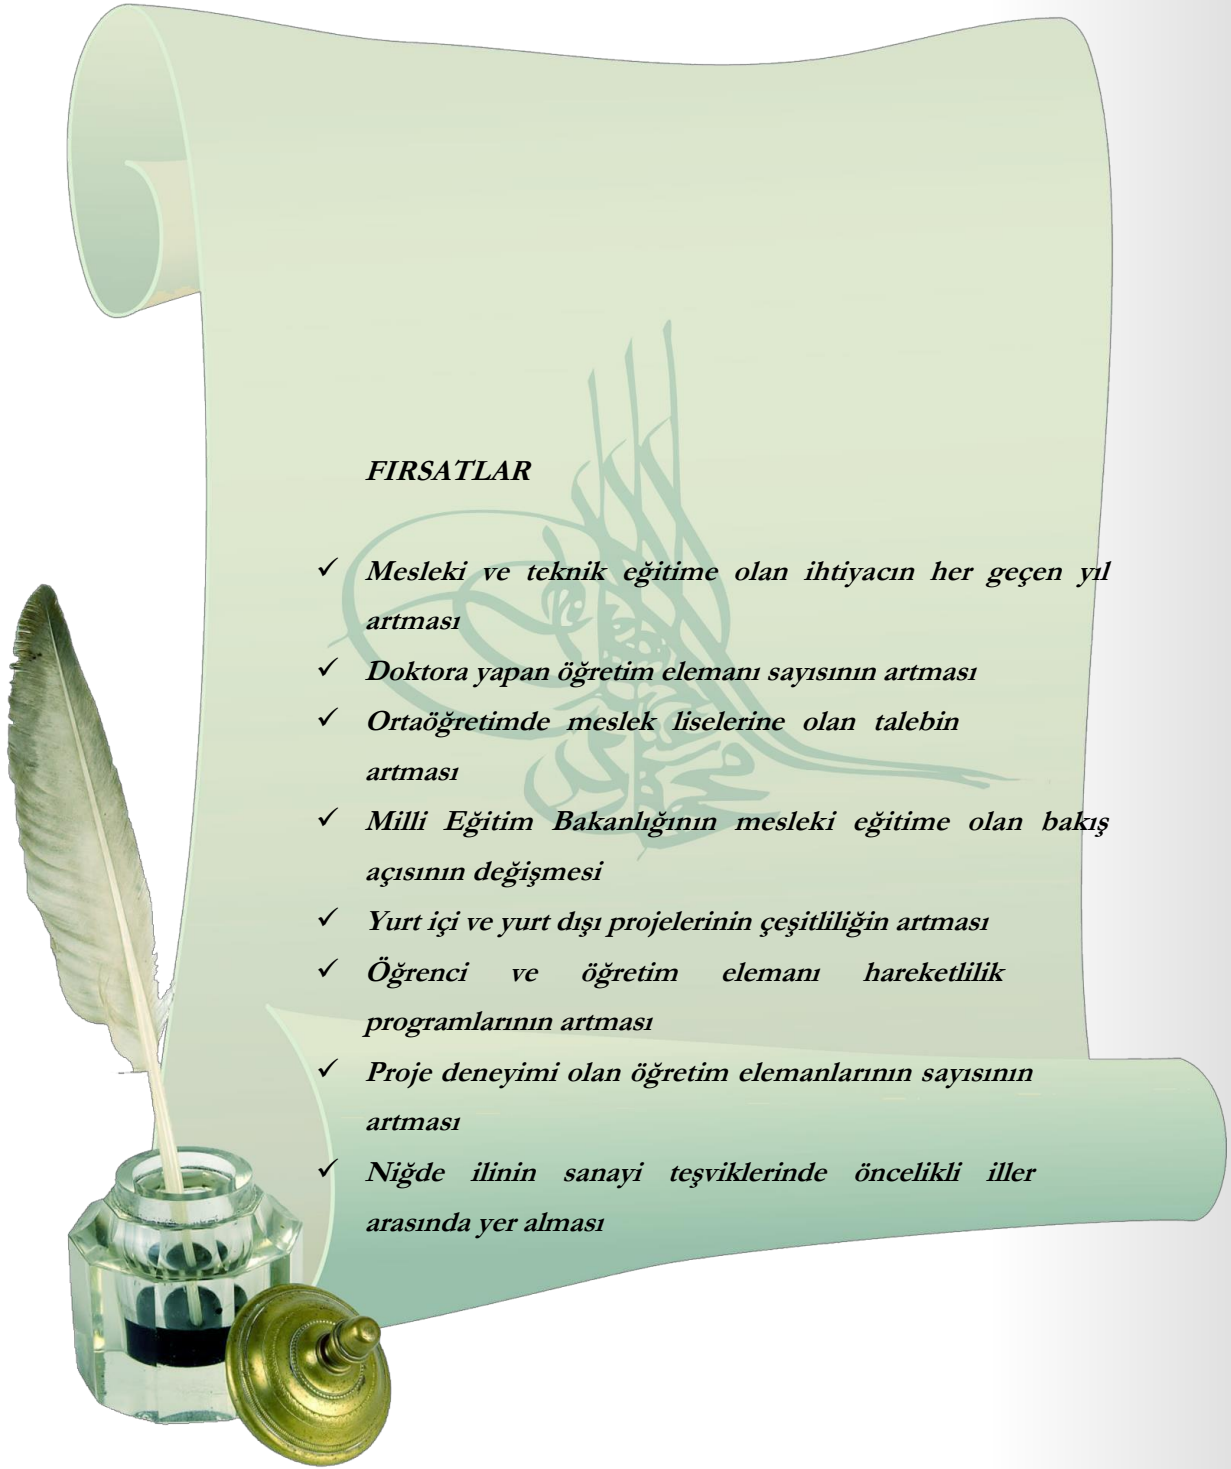 FIRSATLAR
✓ Mesleki ve teknik eğitime olan ihtiyacın her geçen yıl
artması
✓ Doktora yapan öğretim elemanı sayısının artması
✓ Ortaöğretimde meslek liselerine olan talebin
artması
✓ Milli Eğitim Bakanlığının mesleki eğitime olan bakış
açısının değişmesi
✓ Yurt içi ve yurt dışı projelerinin çeşitliliğin artması
✓ Öğrenci ve öğretim elemanı hareketlilik
programlarının artması
✓ Proje deneyimi olan öğretim elemanlarının sayısının
artması
✓ Niğde ilinin sanayi teşviklerinde öncelikli iller
arasında yer alması